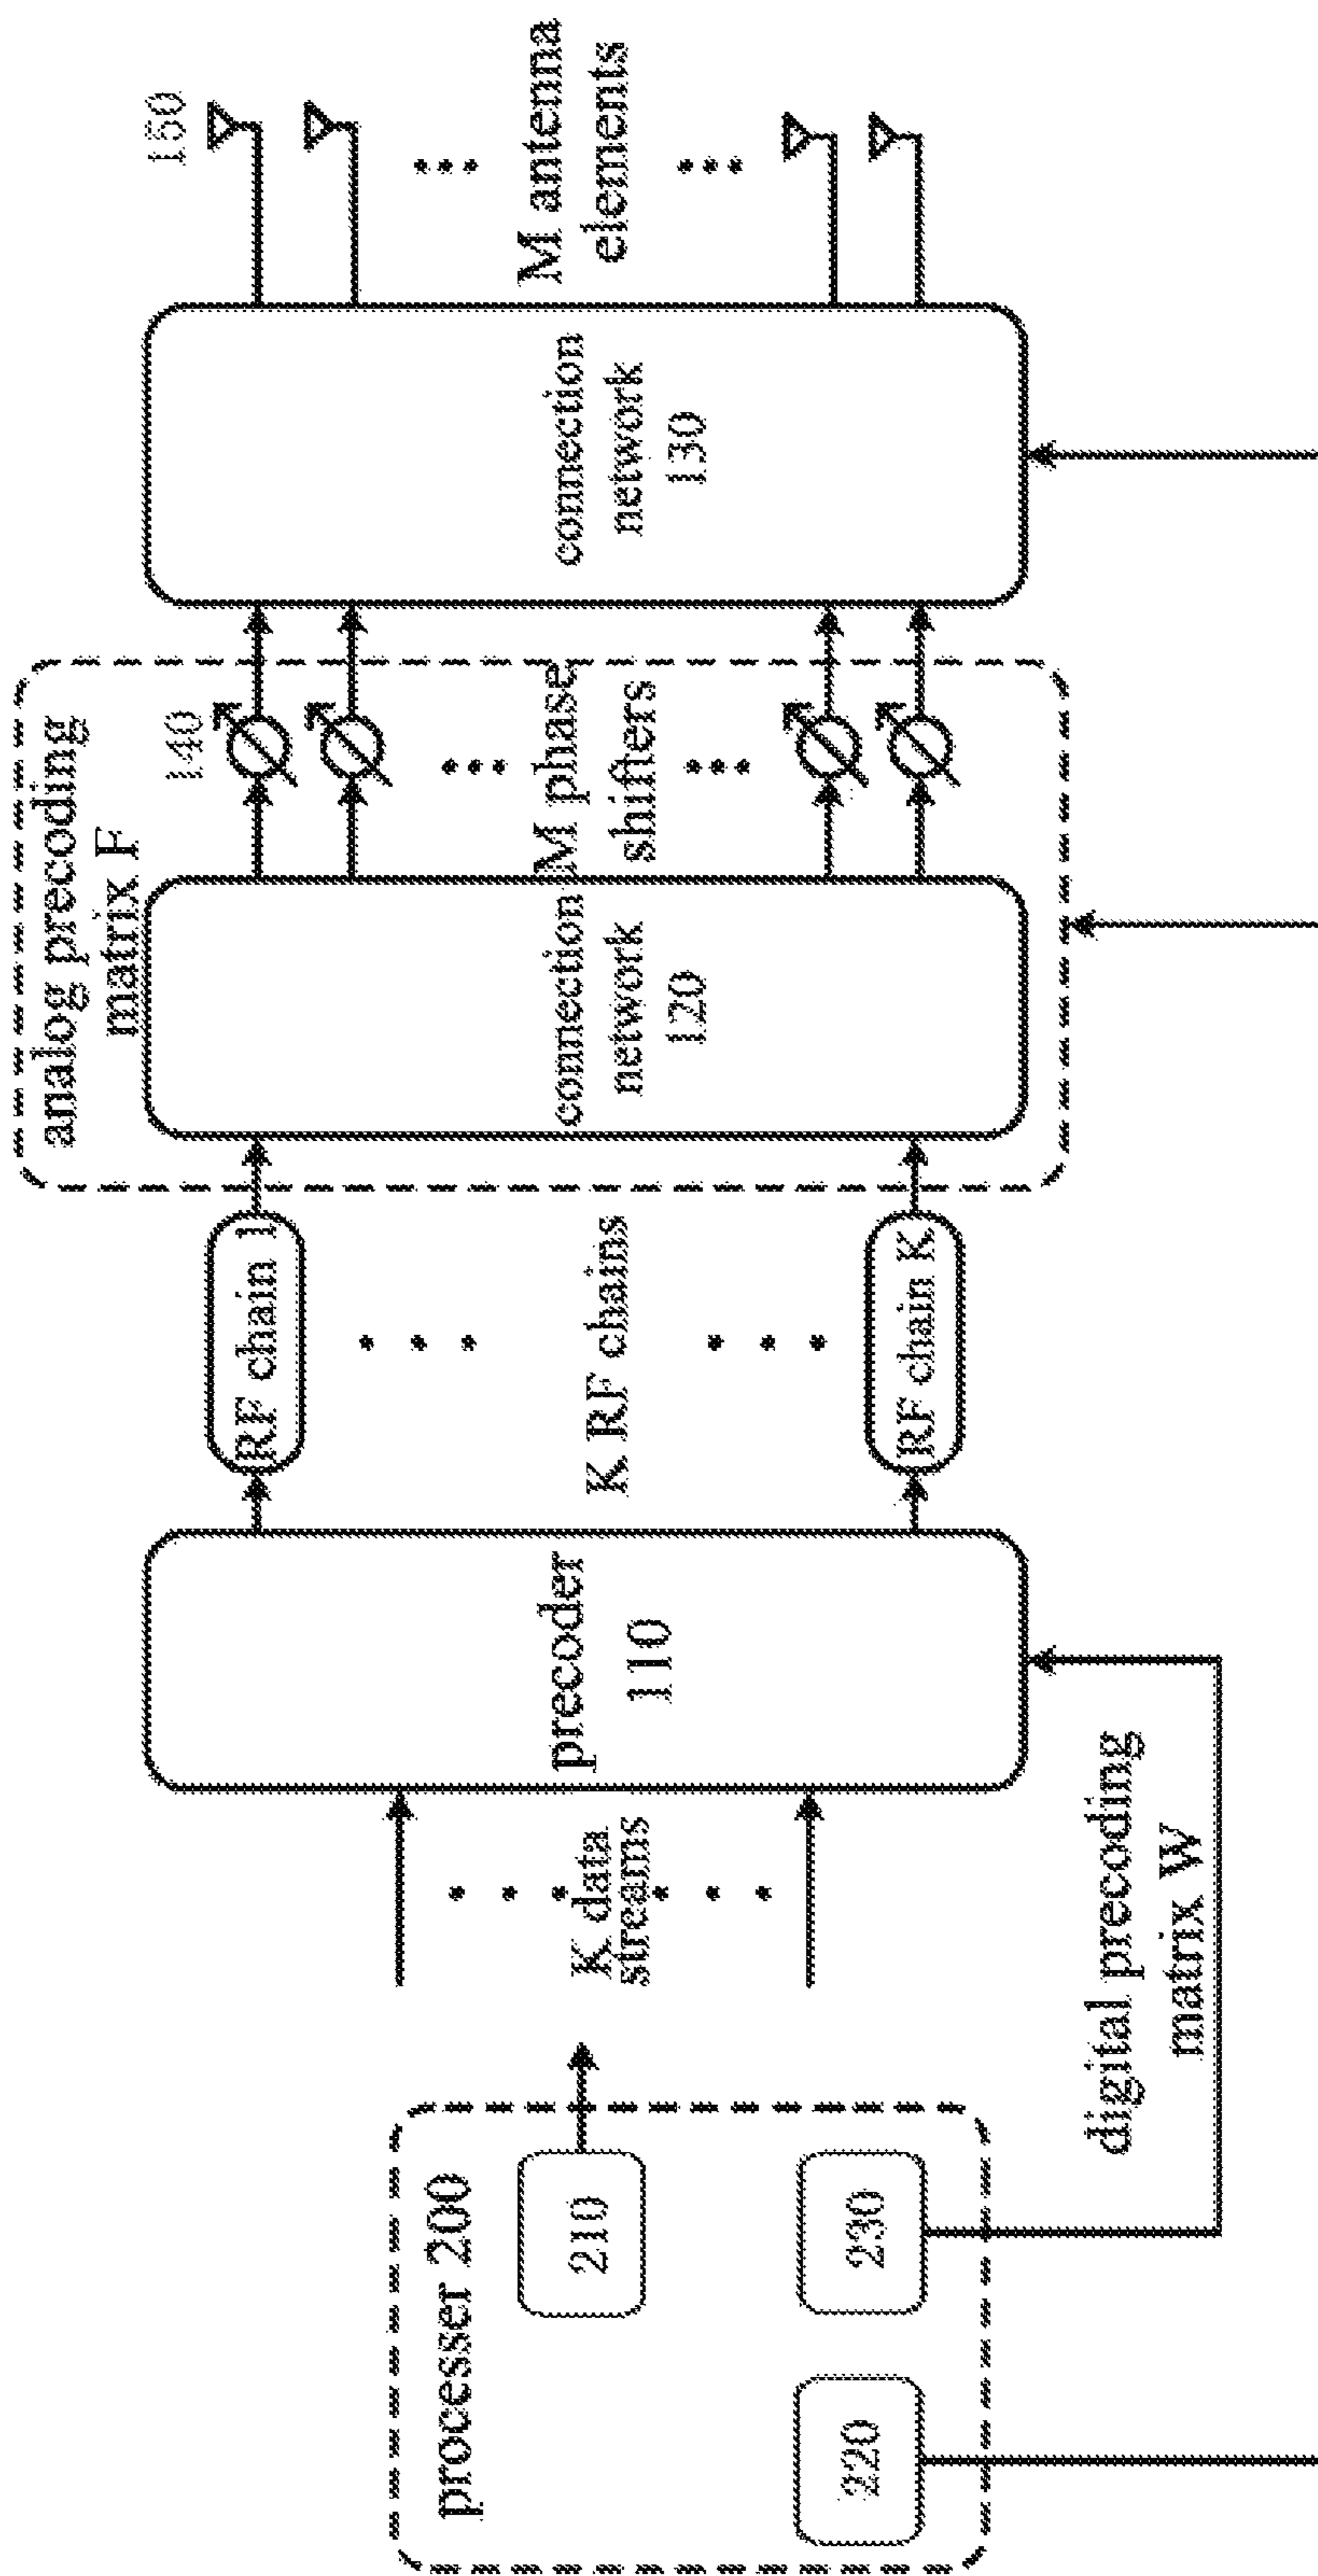 processer 200
210
220
230
digital precoding
matrix W
K data
streams
precoder
110
RF chain 1
K RF chains
RF chain K
analog precoding
matrix F
connection
network
120
140
M phase
shifters
connection
network
130
150
M antenna
elements